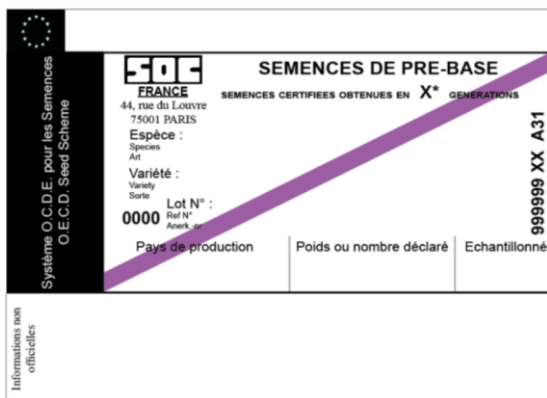 Système O.C.D.E. pour les Semences
O.E.C.D. Seed Scheme
SOC
FRANCE
44, rue du Louvre
75001 PARIS
SEMENCES DE PRE-BASE
SEMENCES CERTIFIEES OBTENUES EN X* GENERATIONS
Espèce :
Species
Art
Variété :
Variety
Sorte
Lot N° :
0000 Ref N°
Anerk.-nr
999999 XX A31
Pays de production
Poids ou nombre déclaré
Echantillonné
Informations non
officielles